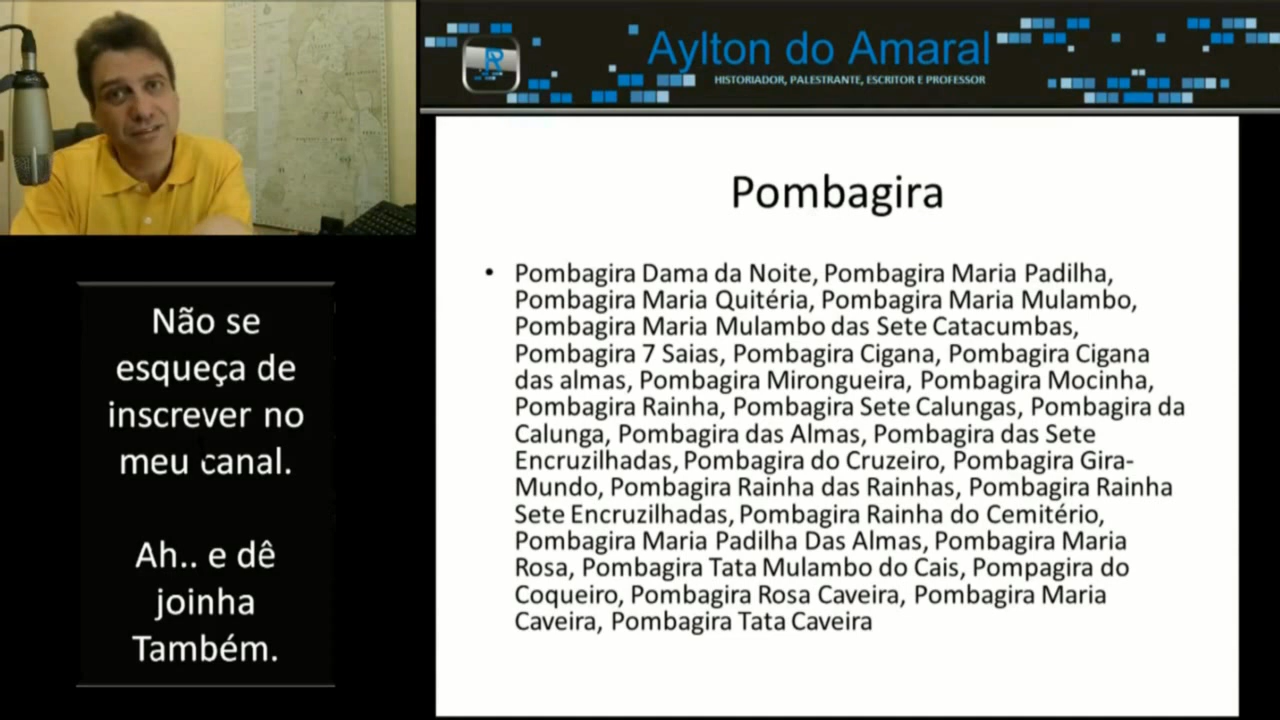 Aylton do Amaral
HISTORIADOR, PALESTRANTE, ESCRITOR E PROFESSOR
R
Pombagira
• Pombagira Dama da Noite, Pombagira Maria Padilha,
Pombagira Maria Quitéria, Pombagira Maria Mulambo,
Pombagira Maria Mulambo das Sete Catacumbas,
Pombagira 7 Saias, Pombagira Cigana, Pombagira Cigana
das almas, Pombagira Mirongueira, Pombagira Mocinha,
Pombagira Rainha, Pombagira Sete Calungas, Pombagira da
Calunga, Pombagira das Almas, Pombagira das Sete
Encruzilhadas, Pombagira do Cruzeiro, Pombagira Gira-
Mundo, Pombagira Rainha das Rainhas, Pombagira Rainha
Sete Encruzilhadas, Pombagira Rainha do Cemitério,
Pombagira Maria Padilha Das Almas, Pombagira Maria
Rosa, Pombagira Tata Mulambo do Cais, Pompagira do
Coqueiro, Pombagira Rosa Caveira, Pombagira Maria
Caveira, Pombagira Tata Caveira
Não se
esqueça de
inscrever no
meu canal.
Ah.. e dê
joinha
Também.